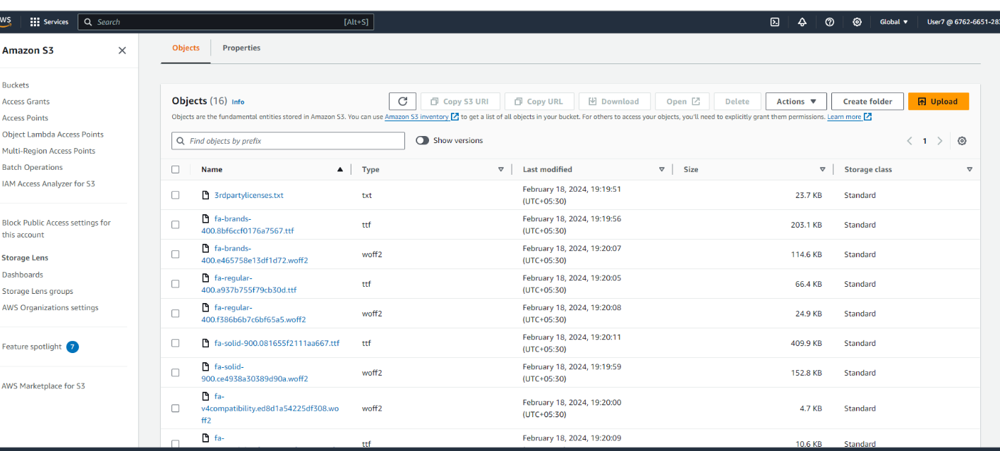 WS
Services
Search
[Alt+S]
Global
User7 @ 6762-6651-283
Amazon S3
Buckets
Access Grants
Access Points
Object Lambda Access Points
Multi-Region Access Points
Batch Operations
IAM Access Analyzer for S3
Block Public Access settings for
this account
Storage Lens
Dashboards
Storage Lens groups
AWS Organizations settings
Feature spotlight 7
AWS Marketplace for S3
Objects
Properties
Objects (16) Info
Copy S3 URI
Copy URL
Download
Open
Delete
Actions
Create folder
Upload
Objects are the fundamental entities stored in Amazon S3. You can use Amazon S3 inventory to get a list of all objects in your bucket. For others to access your objects, you'll need to explicitly grant them permissions. Learn more
Find objects by prefix
Show versions
1
Name
Type
Last modified
Size
Storage class
3rdpartylicenses.txt
txt
February 18, 2024, 19:19:51
(UTC+05:30)
23.7 KB
Standard
fa-brands-
400.8bf6ccf0176a7567.ttf
ttf
February 18, 2024, 19:19:56
(UTC+05:30)
203.1 KB
Standard
fa-brands-
400.e465758e13df1d72.woff2
woff2
February 18, 2024, 19:20:07
(UTC+05:30)
114.6 KB
Standard
fa-regular-
400.a937b755f79cb30d.ttf
ttf
February 18, 2024, 19:20:05
(UTC+05:30)
66.4 KB
Standard
fa-regular-
400.f386b6b7c6bf65a5.woff2
woff2
February 18, 2024, 19:20:08
(UTC+05:30)
24.9 KB
Standard
fa-solid-900.081655f2111aa667.ttf
ttf
February 18, 2024, 19:20:11
(UTC+05:30)
409.9 KB
Standard
fa-solid-
900.ce4938a30389d90a.woff2
woff2
February 18, 2024, 19:19:59
(UTC+05:30)
152.8 KB
Standard
fa-
v4compatibility.ed8d1a54225df308.wo
ff2
woff2
February 18, 2024, 19:20:00
(UTC+05:30)
4.7 KB
Standard
fa-
ttf
February 18, 2024, 19:20:09
10.6 KB
Standard